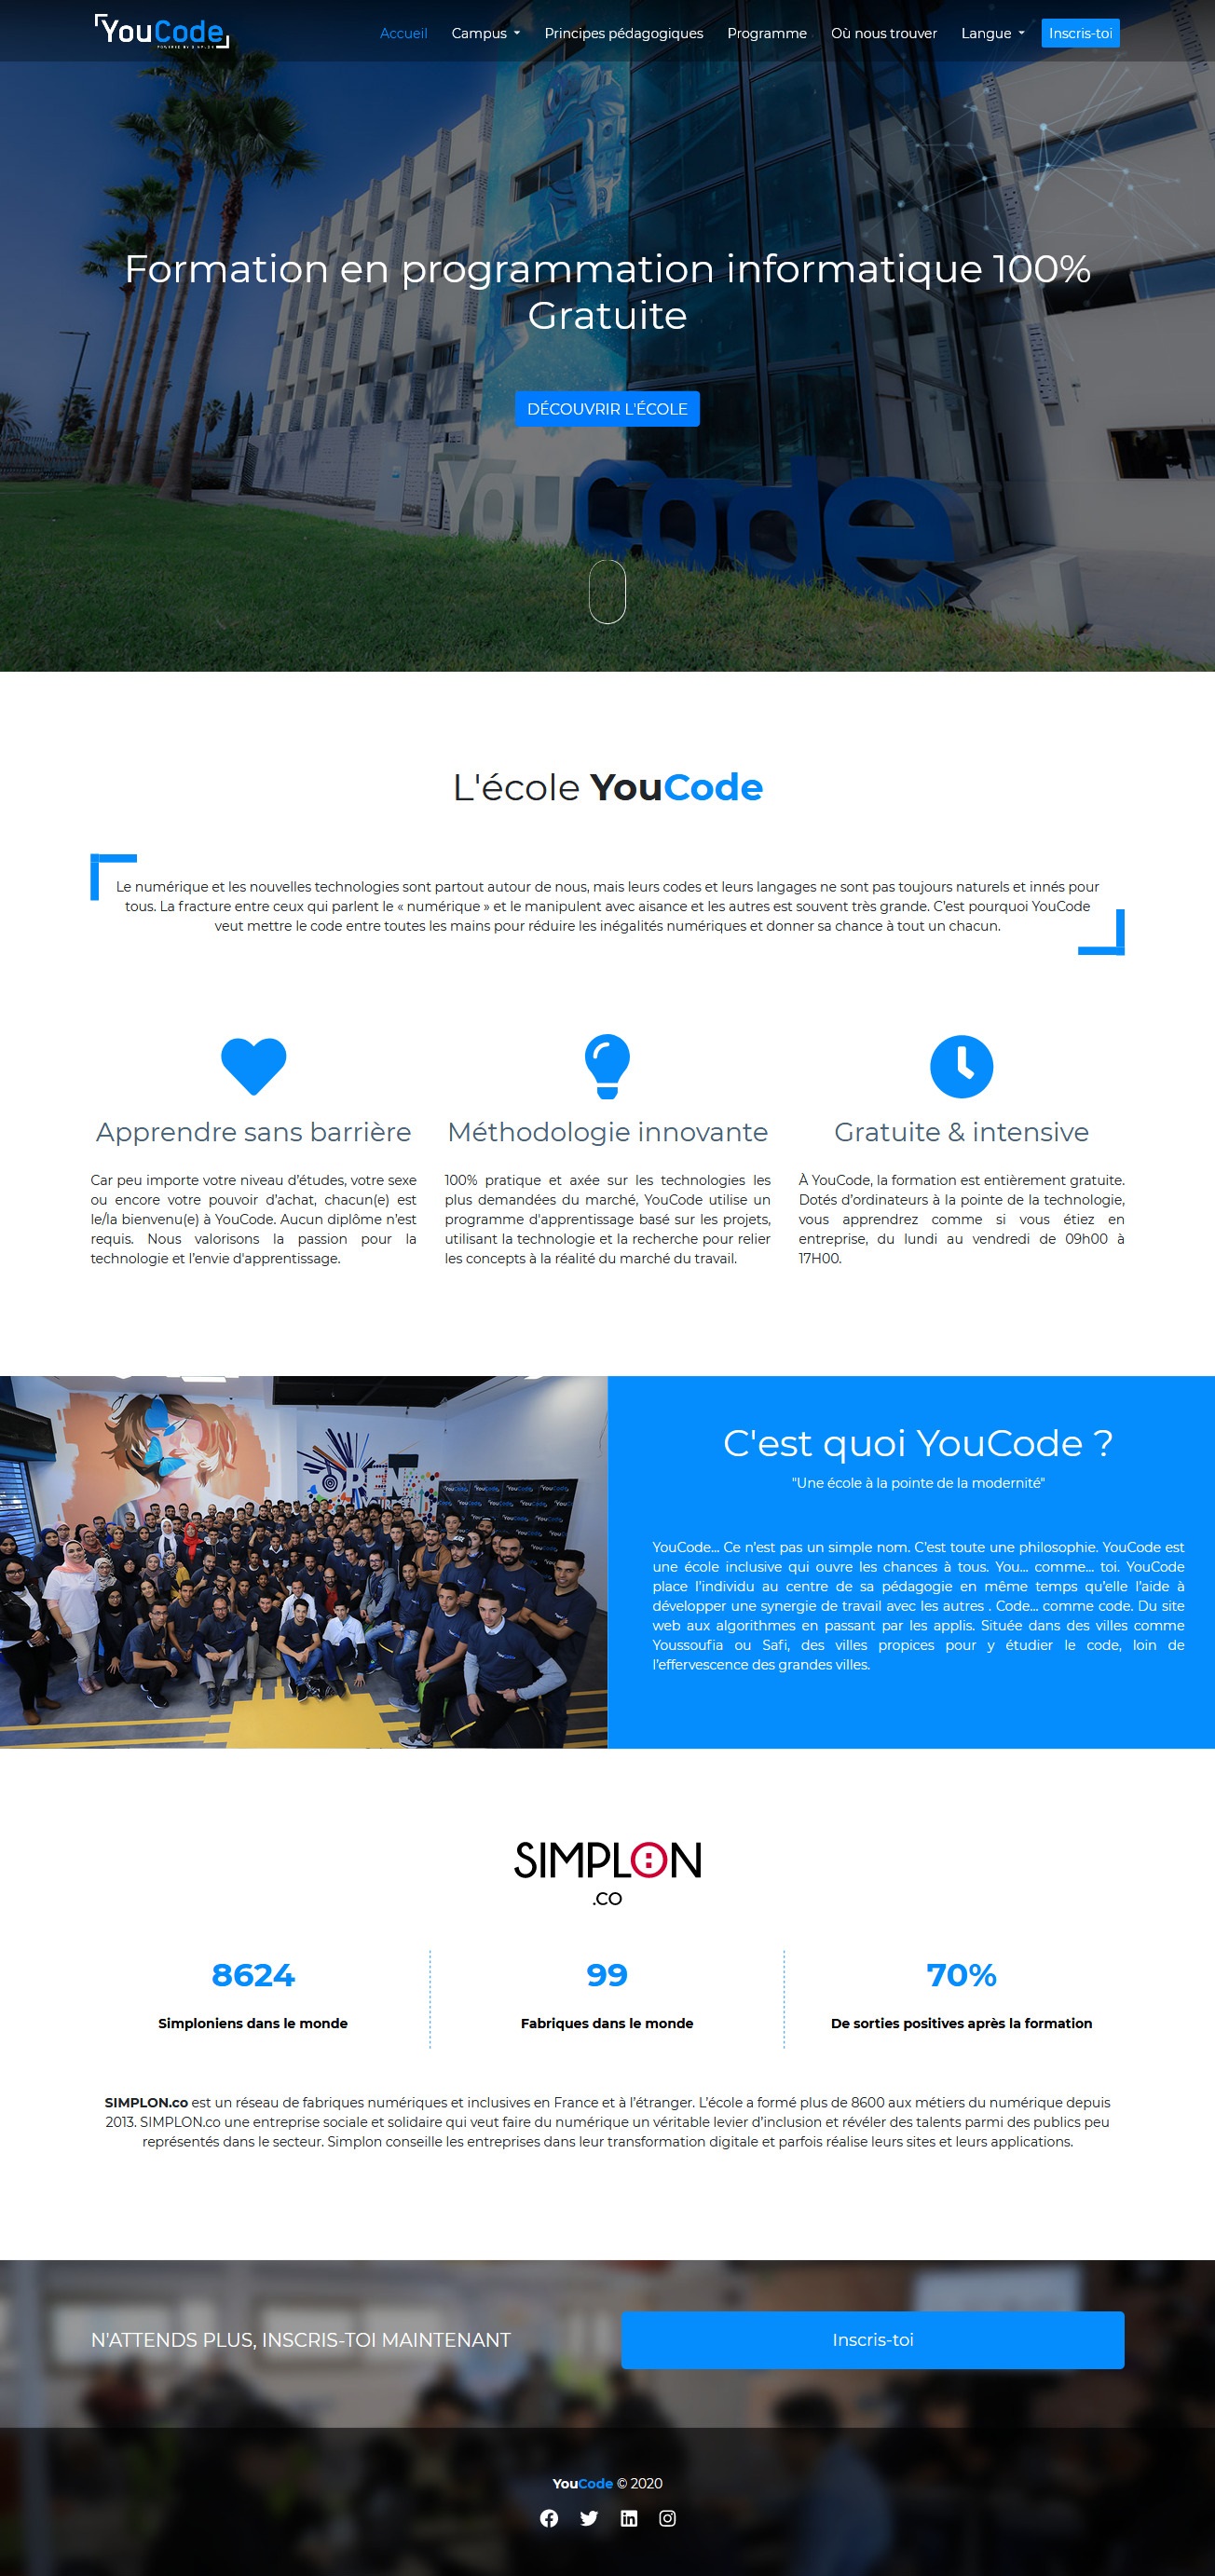 YouCode
Accueil Campus Principes pédagogiques Programme Où nous trouver Langue Inscris-toi
Formation en programmation informatique 100%
Gratuite
DÉCOUVRIR L'ÉCOLE
YouCode
L'école YouCode
Le numérique et les nouvelles technologies sont partout autour de nous, mais leurs codes et leurs langages ne sont pas toujours naturels et innés pour
tous. La fracture entre ceux qui parlent le « numérique » et le manipulent avec aisance et les autres est souvent très grande. C'est pourquoi YouCode
veut mettre le code entre toutes les mains pour réduire les inégalités numériques et donner sa chance à tout un chacun.
Apprendre sans barrière
Car peu importe votre niveau d'études, votre sexe
ou encore votre pouvoir d'achat, chacun(e) est
le/la bienvenu(e) à YouCode. Aucun diplôme n'est
requis. Nous valorisons la passion pour la
technologie et l'envie d'apprentissage.
Méthodologie innovante
100% pratique et axée sur les technologies les
plus demandées du marché, YouCode utilise un
programme d'apprentissage basé sur les projets,
utilisant la technologie et la recherche pour relier
les concepts à la réalité du marché du travail.
Gratuite & intensive
À YouCode, la formation est entièrement gratuite.
Dotés d'ordinateurs à la pointe de la technologie,
vous apprendrez comme si vous étiez en
entreprise, du lundi au vendredi de 09h00 à
17H00.
C'est quoi YouCode ?
"Une école à la pointe de la modernité"
YouCode... Ce n'est pas un simple nom. C'est toute une philosophie. YouCode est
une école inclusive qui ouvre les chances à tous. You... comme... toi. YouCode
place l'individu au centre de sa pédagogie en même temps qu'elle l'aide à
développer une synergie de travail avec les autres . Code... comme code. Du site
web aux algorithmes en passant par les applis. Située dans des villes comme
Youssoufia ou Safi, des villes propices pour y étudier le code, loin de
l'effervescence des grandes villes.
SIMPLON
.CO
8624
Simploniens dans le monde
99
Fabriques dans le monde
70%
De sorties positives après la formation
SIMPLON.co est un réseau de fabriques numériques et inclusives en France et à l'étranger. L'école a formé plus de 8600 aux métiers du numérique depuis
2013. SIMPLON.co une entreprise sociale et solidaire qui veut faire du numérique un véritable levier d'inclusion et révéler des talents parmi des publics peu
représentés dans le secteur. Simplon conseille les entreprises dans leur transformation digitale et parfois réalise leurs sites et leurs applications.
N'ATTENDS PLUS, INSCRIS-TOI MAINTENANT
Inscris-toi
YouCode © 2020